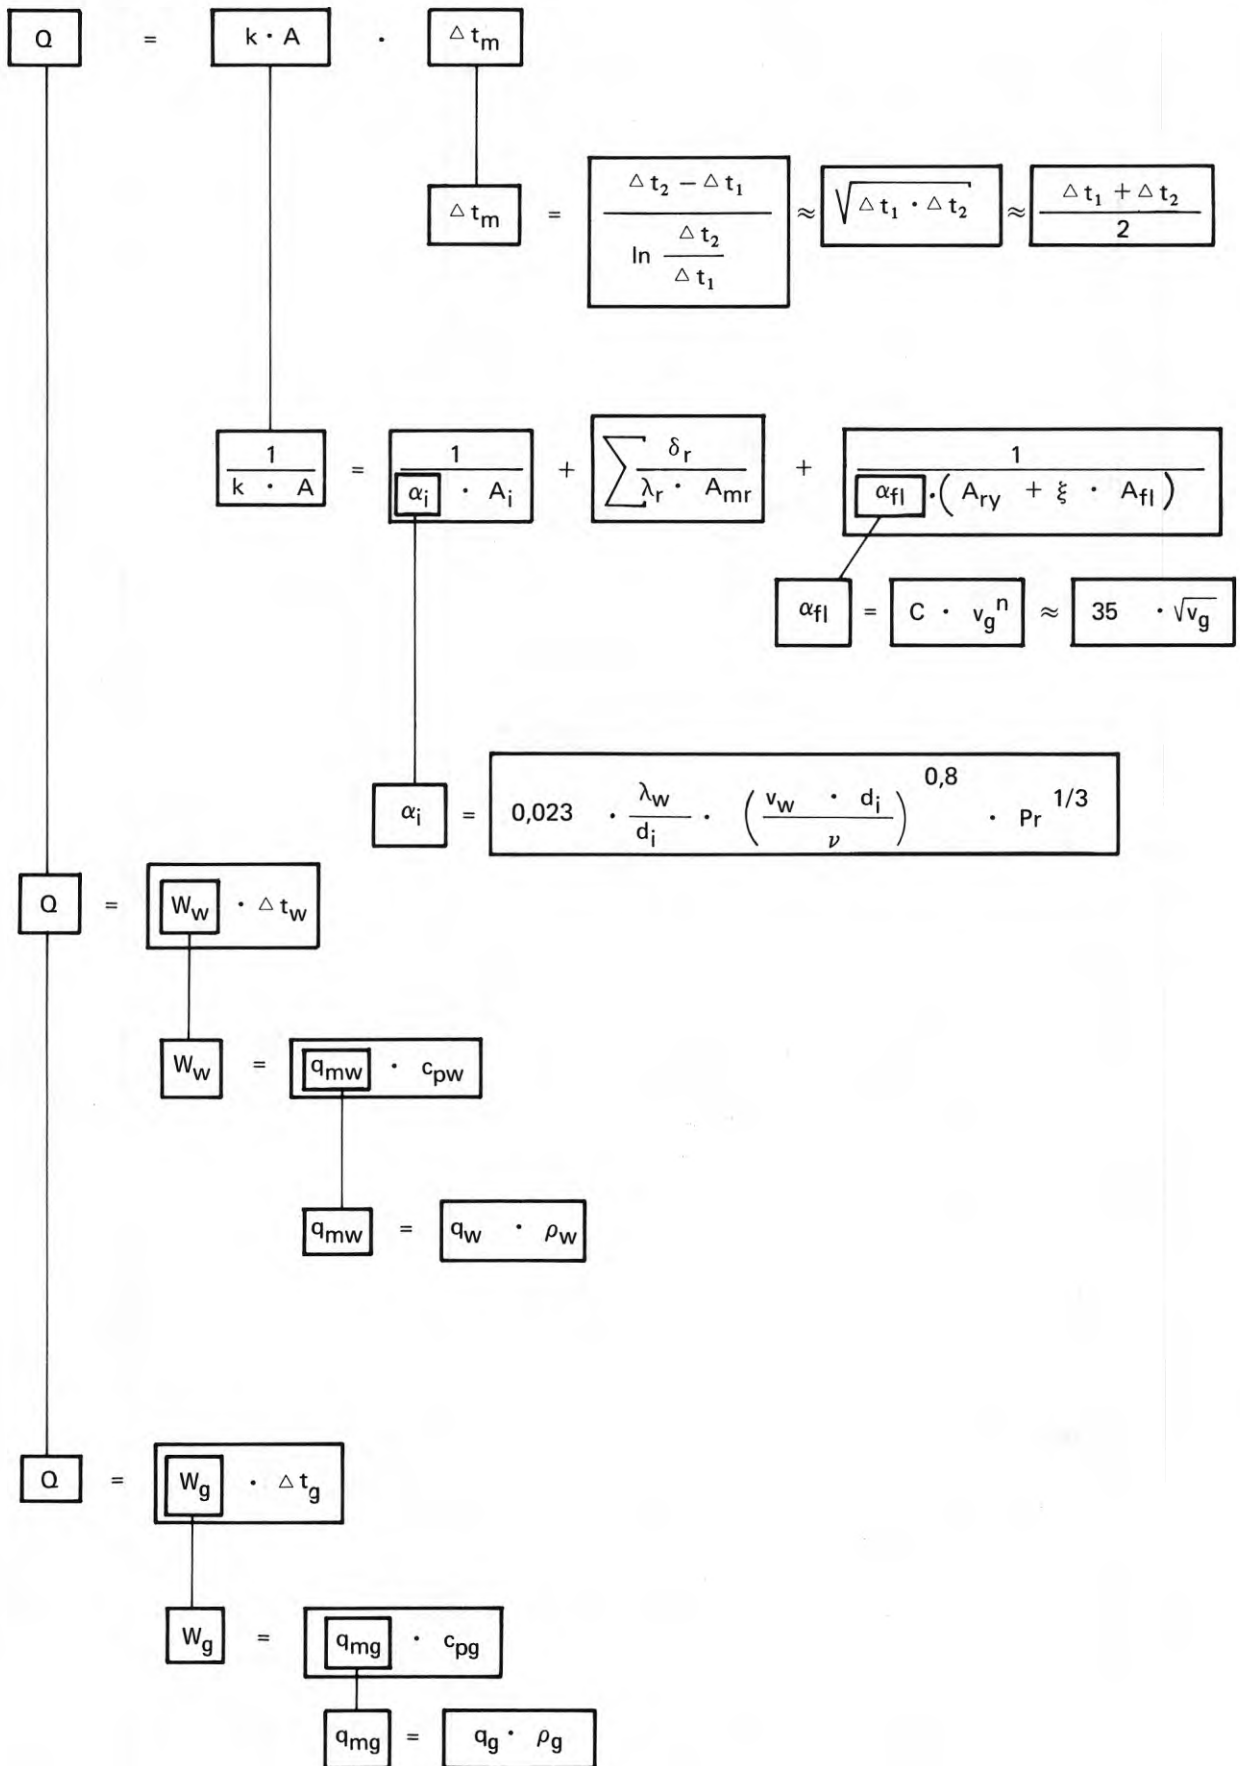 Q = k · A · △ t_m
△ t_m = (△ t_2 − △ t_1) / (ln (△ t_2 / △ t_1)) ≈ √(△ t_1 · △ t_2) ≈ (△ t_1 + △ t_2) / 2
1 / (k · A) = 1 / (α_i · A_i) + ∑ δ_r / (λ_r · A_mr) + 1 / (α_fl · (A_ry + ξ · A_fl))
α_fl = C · v_g^n ≈ 35 · √v_g
α_i = 0,023 · λ_w / d_i · (v_w · d_i / ν)^0,8 · Pr^1/3
Q = W_w · △ t_w
W_w = q_mw · c_pw
q_mw = q_w · ρ_w
Q = W_g · △ t_g
W_g = q_mg · c_pg
q_mg = q_g · ρ_g